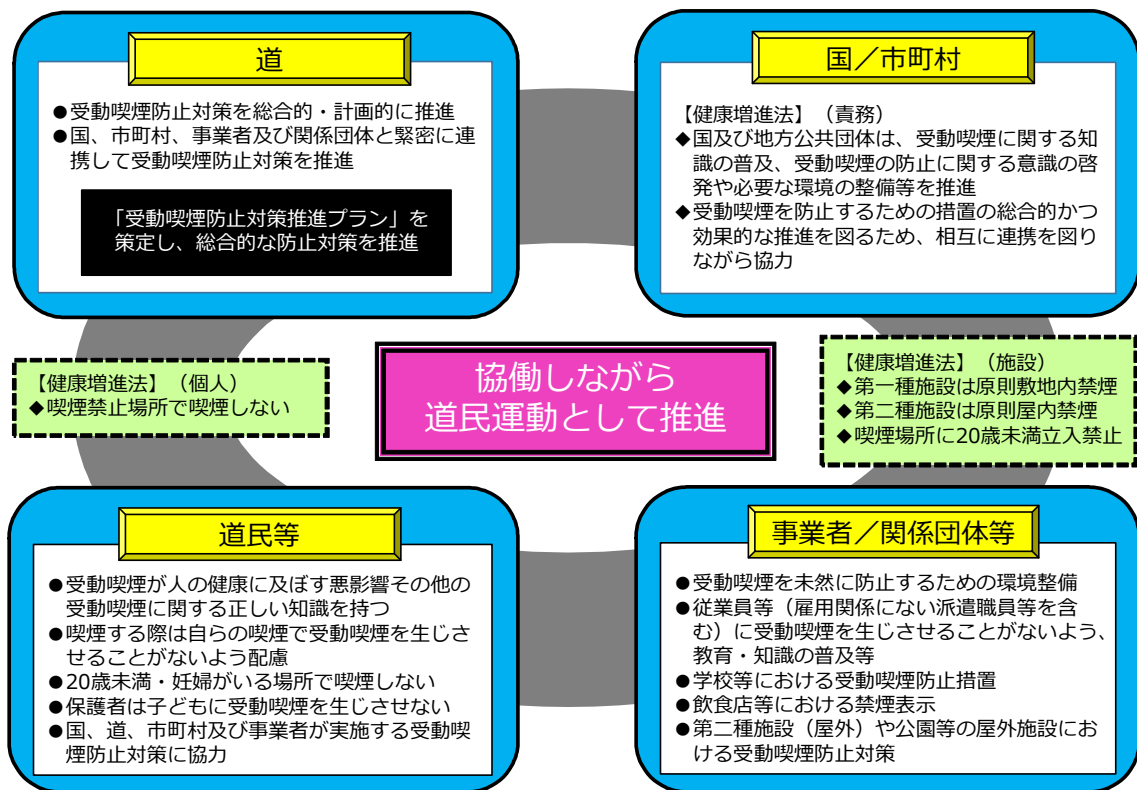 道
●受動喫煙防止対策を総合的・計画的に推進
●国、市町村、事業者及び関係団体と緊密に連
携して受動喫煙防止対策を推進
「受動喫煙防止対策推進プラン」を
策定し、総合的な防止対策を推進
国／市町村
【健康増進法】（責務）
◆国及び地方公共団体は、受動喫煙に関する知
識の普及、受動喫煙の防止に関する意識の啓
発や必要な環境の整備等を推進
◆受動喫煙を防止するための措置の総合的かつ
効果的な推進を図るため、相互に連携を図り
ながら協力
【健康増進法】（個人）
◆喫煙禁止場所で喫煙しない
協働しながら
道民運動として推進
【健康増進法】（施設）
◆第一種施設は原則敷地内禁煙
◆第二種施設は原則屋内禁煙
◆喫煙場所に20歳未満立入禁止
道民等
●受動喫煙が人の健康に及ぼす悪影響その他の
受動喫煙に関する正しい知識を持つ
●喫煙する際は自らの喫煙で受動喫煙を生じさ
せることがないよう配慮
●20歳未満・妊婦がいる場所で喫煙しない
●保護者は子どもに受動喫煙を生じさせない
●国、道、市町村及び事業者が実施する受動喫
煙防止対策に協力
事業者／関係団体等
●受動喫煙を未然に防止するための環境整備
●従業員等（雇用関係にない派遣職員等を含
む）に受動喫煙を生じさせることがないよう、
教育・知識の普及等
●学校等における受動喫煙防止措置
●飲食店等における禁煙表示
●第二種施設（屋外）や公園等の屋外施設にお
ける受動喫煙防止対策